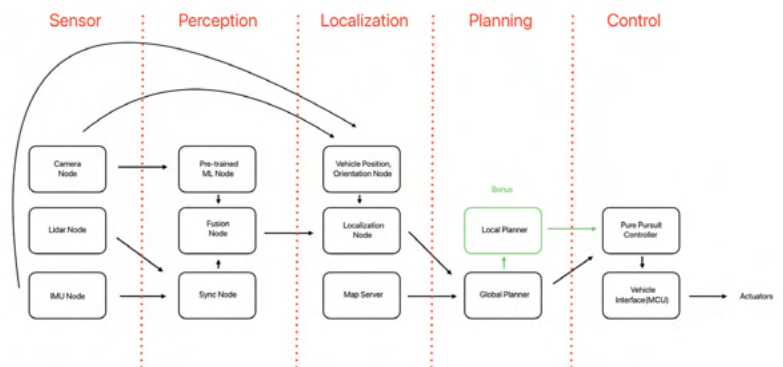 Sensor
Perception
Localization
Planning
Control
Camera
Node
Pre-trained
ML Node
Vehicle Position,
Orientation Node
Bonus
Lidar Node
Fusion
Node
Localization
Node
Local Planner
Pure Pursuit
Controller
IMU Node
Sync Node
Map Server
Global Planner
Vehicle
Interface(MCU)
Actuators